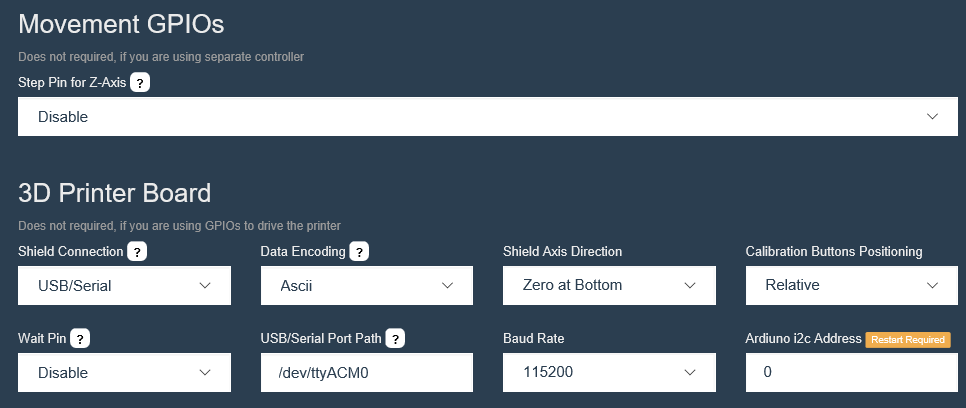 Movement GPIOs
Does not required, if you are using separate controller
Step Pin for Z-Axis ?
Disable
3D Printer Board
Does not required, if you are using GPIOs to drive the printer
Shield Connection ? Data Encoding ? Shield Axis Direction Calibration Buttons Positioning
USB/Serial Ascii Zero at Bottom Relative
Wait Pin ? USB/Serial Port Path ? Baud Rate Ardiuno i2c Address Restart Required
Disable /dev/ttyACM0 115200 0